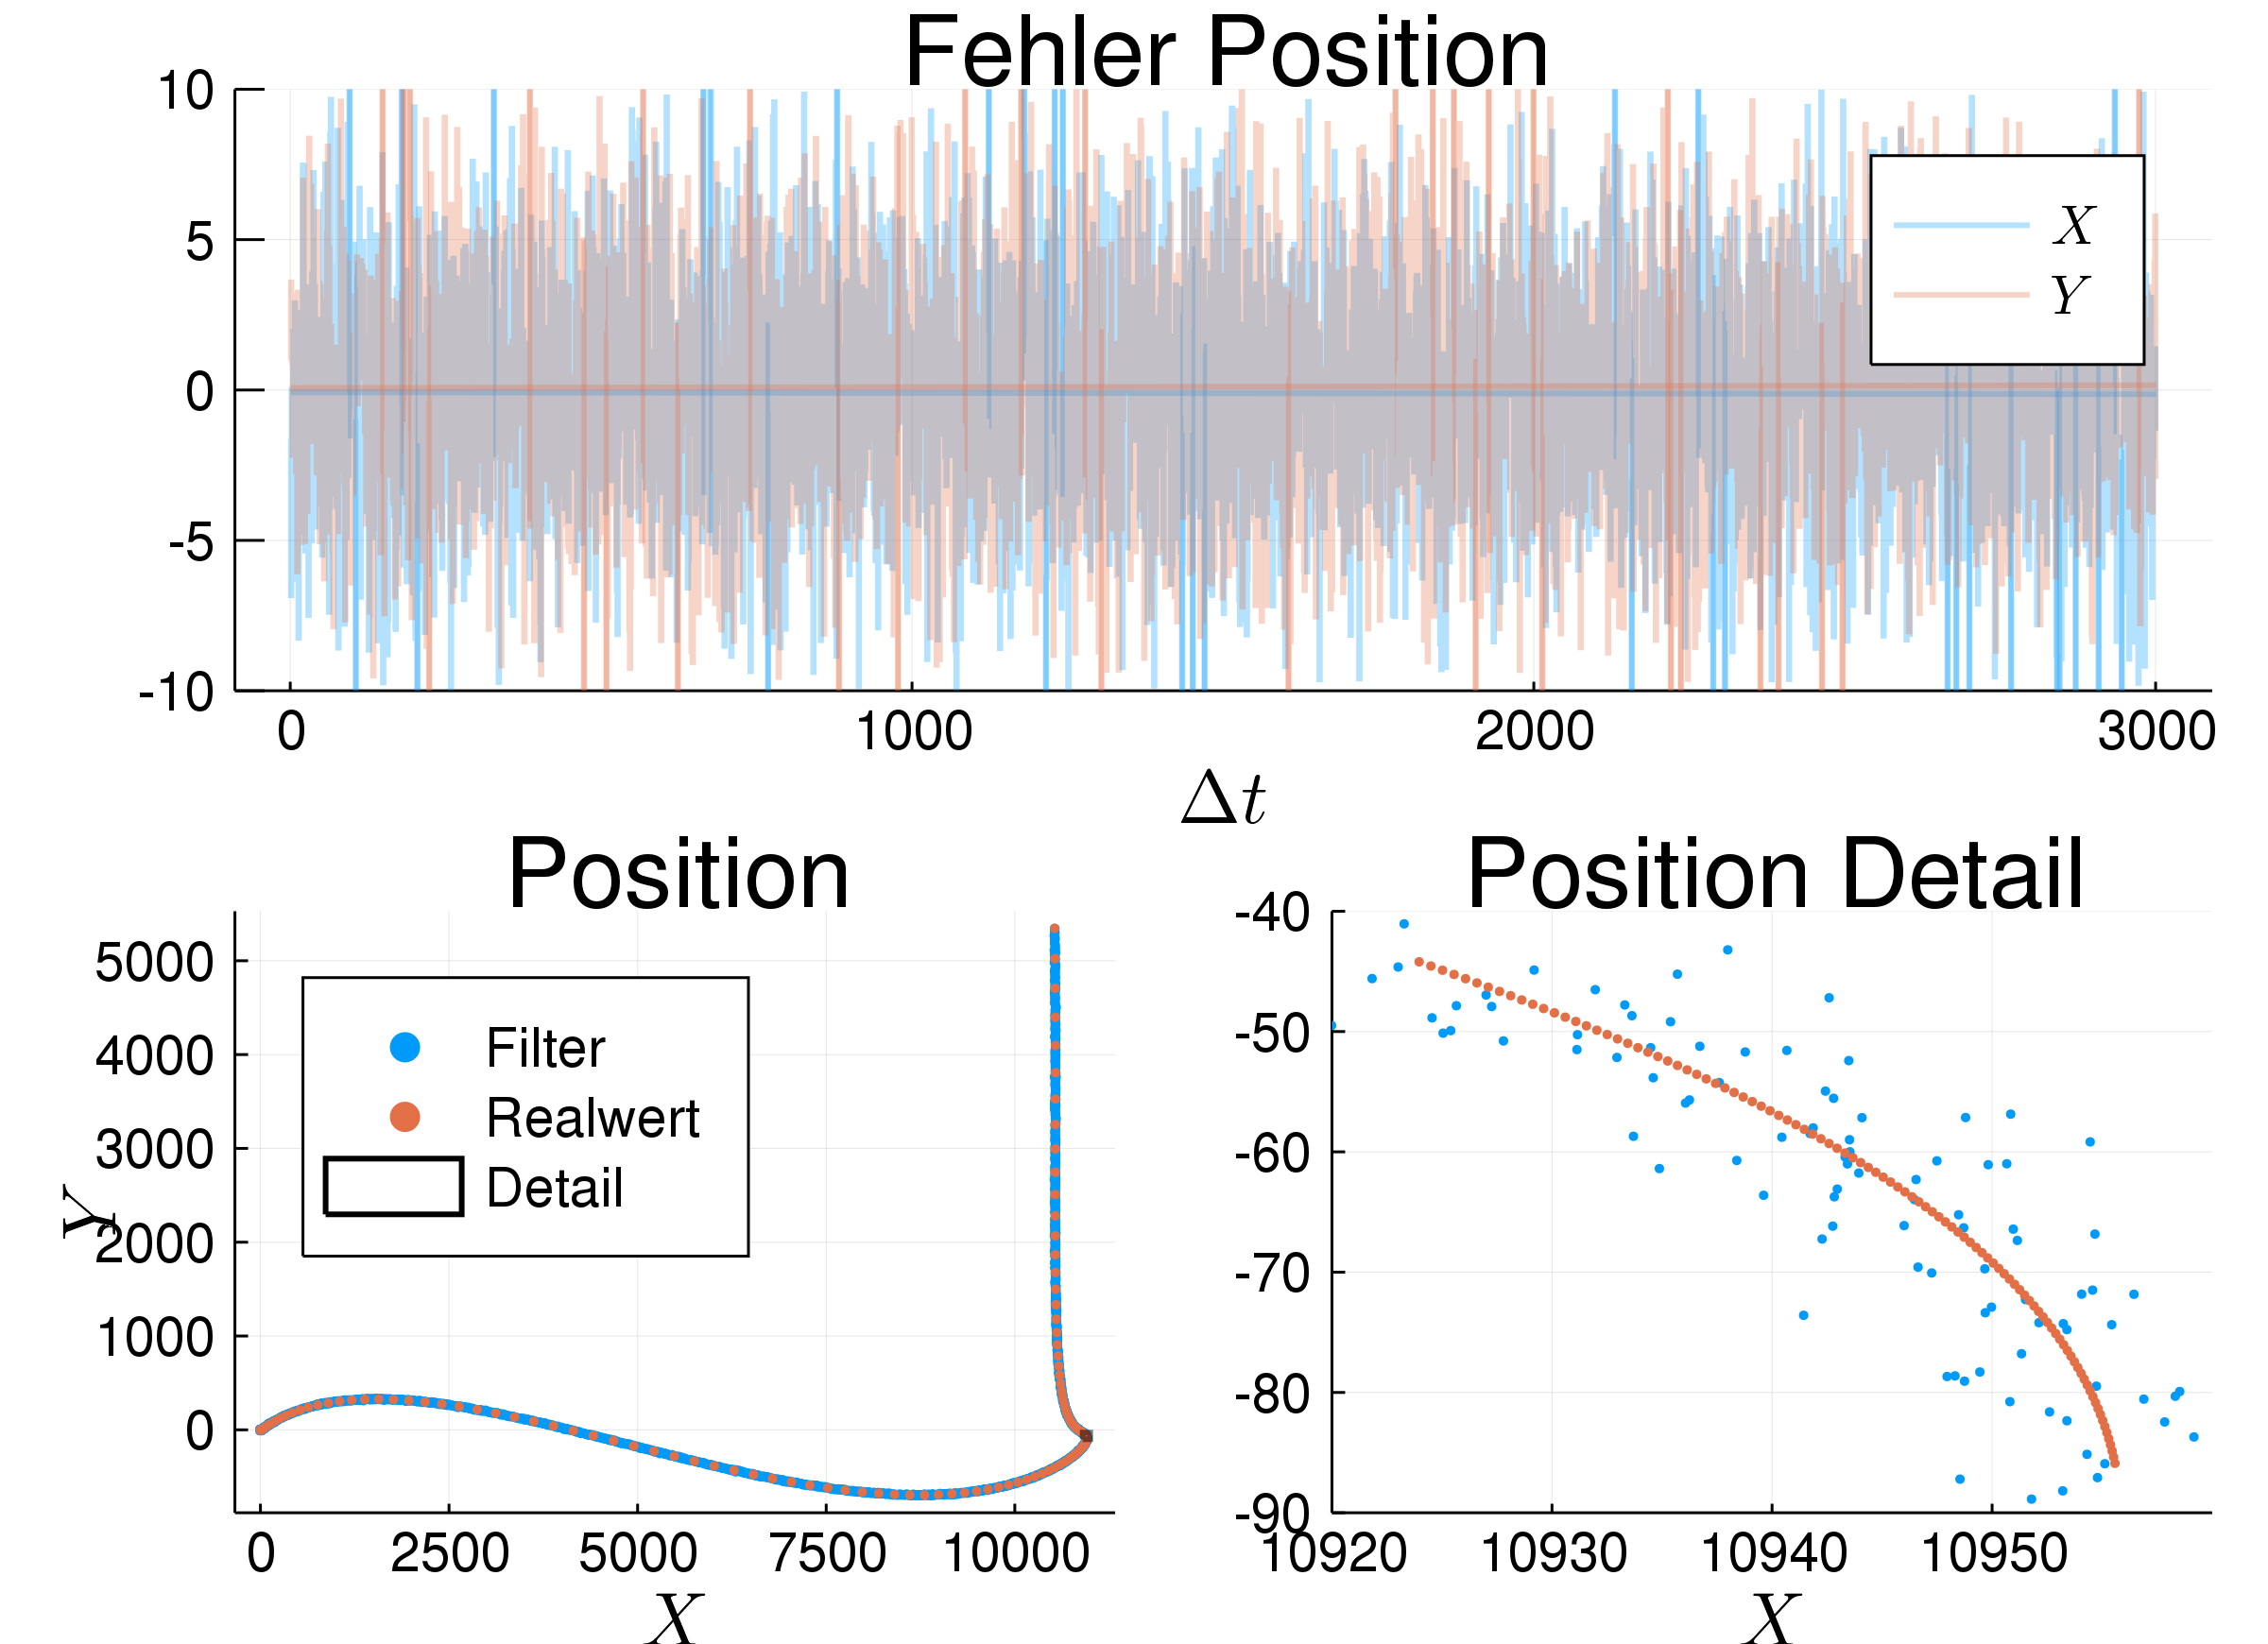 Fehler Position
10
5
0
-5
-10
X
Y
0 1000 2000 3000
Δt
Position
5000
4000
3000
2000
1000
0
Y
Filter
Realwert
Detail
0 2500 5000 7500 10000
X
Position Detail
-40
-50
-60
-70
-80
-90
10920 10930 10940 10950
X